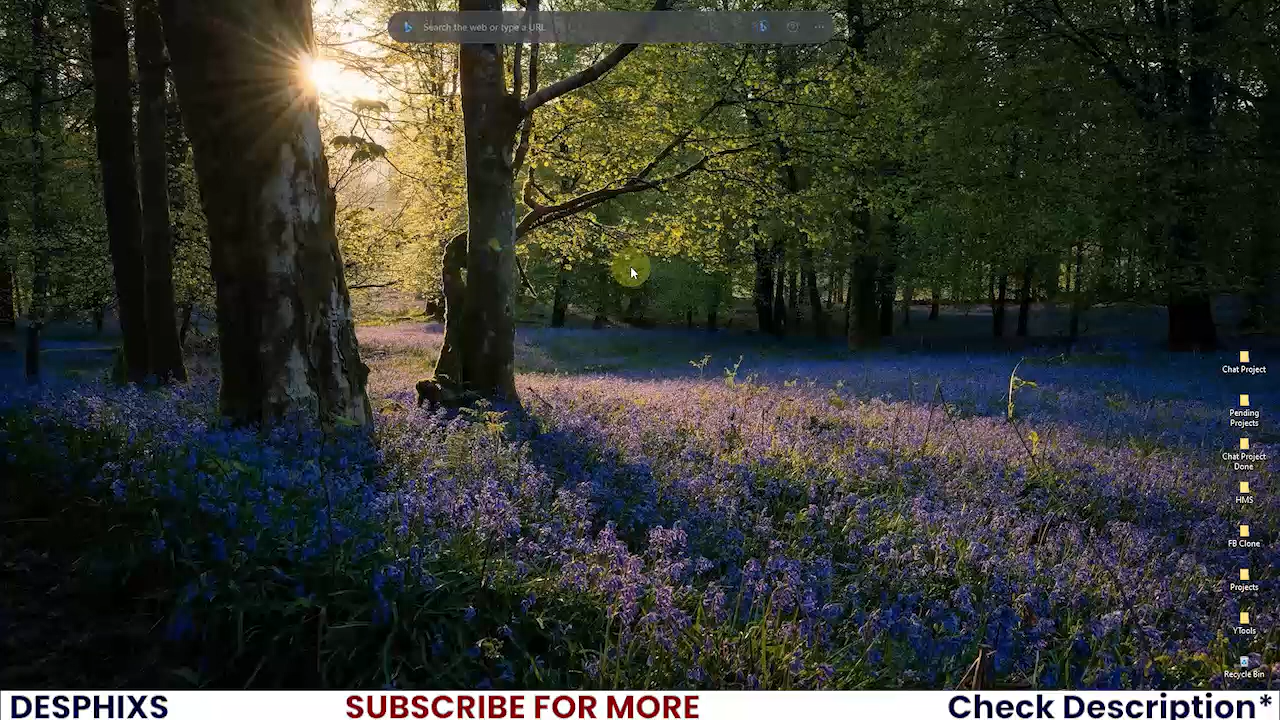 Search the web or type a URL
Chat Project
Pending
Projects
Chat Project
Done
HMS
FB Clone
Projects
YTools
Recycle Bin
DESPHIXS
SUBSCRIBE FOR MORE
Check Description*